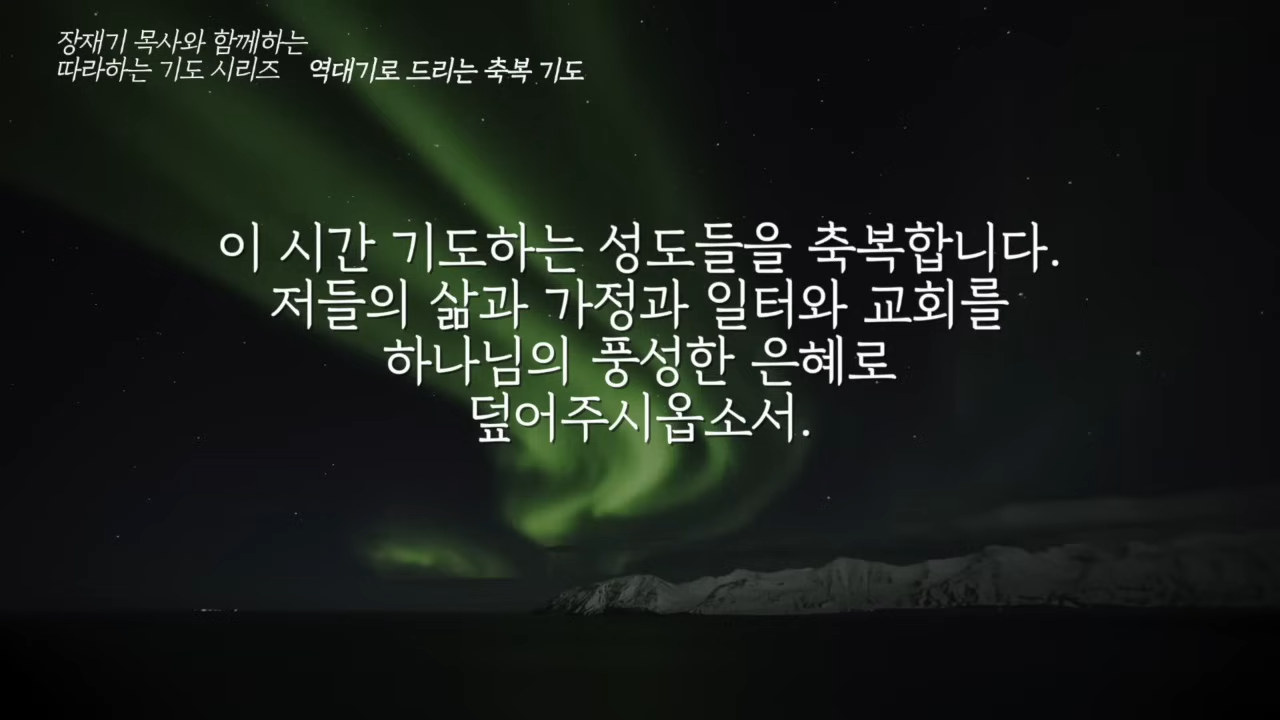 장재기 목사와 함께하는
따라하는 기도 시리즈 역대기로 드리는 축복 기도
이 시간 기도하는 성도들을 축복합니다.
저들의 삶과 가정과 일터와 교회를
하나님의 풍성한 은혜로
덮어주시옵소서.